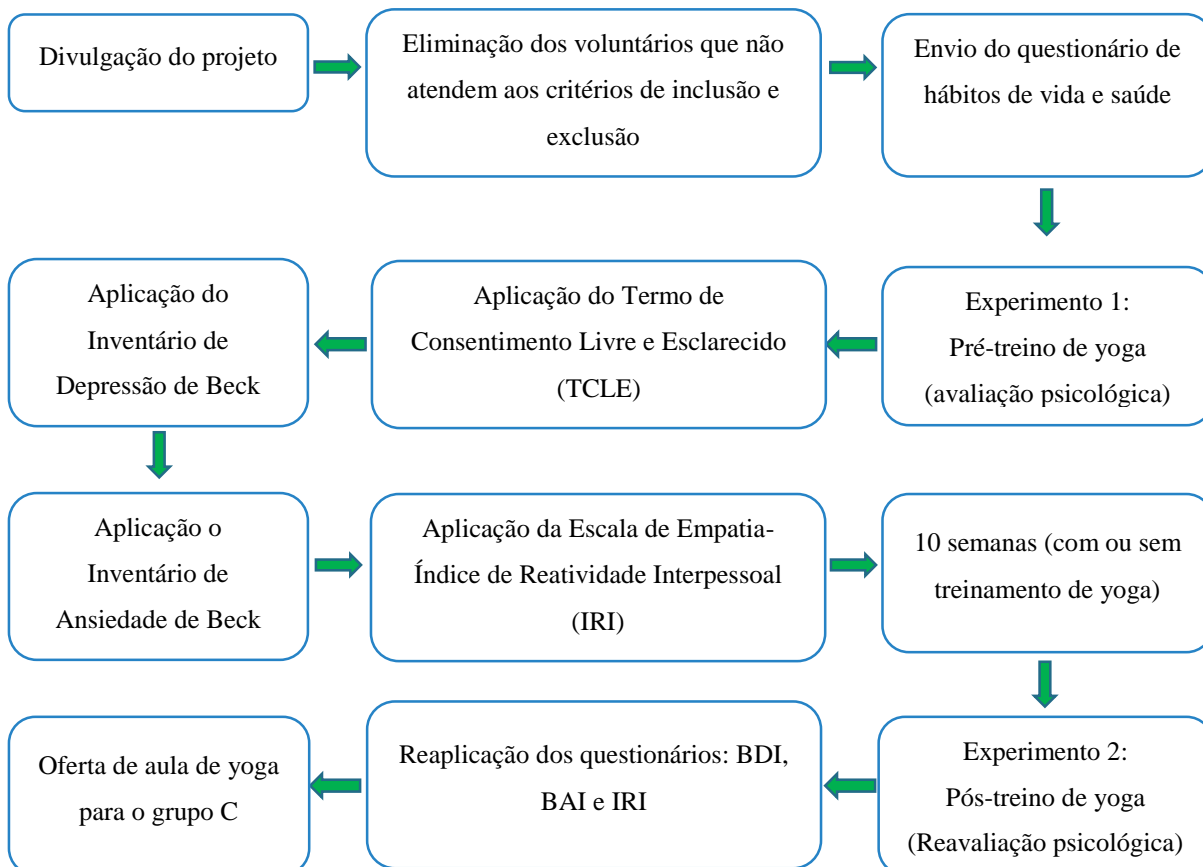 Divulgação do projeto
Eliminação dos voluntários que não
atendem aos critérios de inclusão e
exclusão
Envio do questionário de
hábitos de vida e saúde
Experimento 1:
Pré-treino de yoga
(avaliação psicológica)
Aplicação do Termo de
Consentimento Livre e Esclarecido
(TCLE)
Aplicação do
Inventário de
Depressão de Beck
Aplicação o
Inventário de
Ansiedade de Beck
Aplicação da Escala de Empatia-
Índice de Reatividade Interpessoal
(IRI)
10 semanas (com ou sem
treinamento de yoga)
Experimento 2:
Pós-treino de yoga
(Reavaliação psicológica)
Reaplicação dos questionários: BDI,
BAI e IRI
Oferta de aula de yoga
para o grupo C